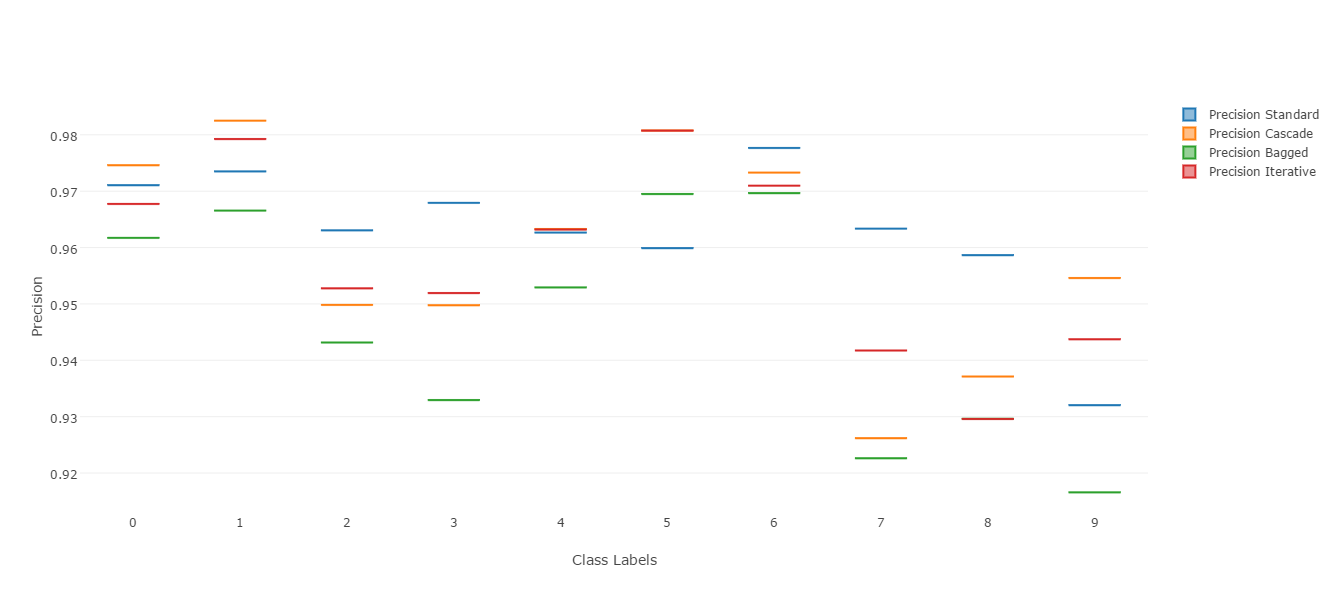 Precision Standard
Precision Cascade
Precision Bagged
Precision Iterative
0.98
0.97
0.96
0.95
0.94
0.93
0.92
Precision
0 1 2 3 4 5 6 7 8 9
Class Labels